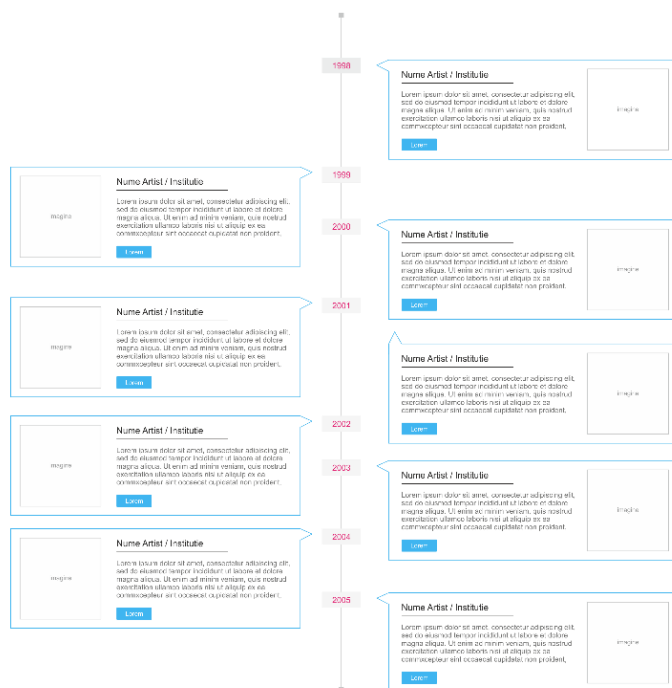 1998
Nume Artist / Institutie
Lorem ipsum dolor sit amet, consectetur adipiscing elit,
sed do eiusmod tempor incididunt ut labore et dolore
magna aliqua. Ut enim ad minim veniam, quis nostrud
exercitation ullamco laboris nisi ut aliquip ex ea
commxcepteur sint occaecat cupidatat non proident.
Lorem
imagine
1999
imagine
Nume Artist / Institutie
Lorem ipsum dolor sit amet, consectetur adipiscing elit,
sed do eiusmod tempor incididunt ut labore et dolore
magna aliqua. Ut enim ad minim veniam, quis nostrud
exercitation ullamco laboris nisi ut aliquip ex ea
commxcepteur sint occaecat cupidatat non proident.
Lorem
2000
Nume Artist / Institutie
Lorem ipsum dolor sit amet, consectetur adipiscing elit,
sed do eiusmod tempor incididunt ut labore et dolore
magna aliqua. Ut enim ad minim veniam, quis nostrud
exercitation ullamco laboris nisi ut aliquip ex ea
commxcepteur sint occaecat cupidatat non proident.
Lorem
imagine
2001
imagine
Nume Artist / Institutie
Lorem ipsum dolor sit amet, consectetur adipiscing elit,
sed do eiusmod tempor incididunt ut labore et dolore
magna aliqua. Ut enim ad minim veniam, quis nostrud
exercitation ullamco laboris nisi ut aliquip ex ea
commxcepteur sint occaecat cupidatat non proident.
Lorem
Nume Artist / Institutie
Lorem ipsum dolor sit amet, consectetur adipiscing elit,
sed do eiusmod tempor incididunt ut labore et dolore
magna aliqua. Ut enim ad minim veniam, quis nostrud
exercitation ullamco laboris nisi ut aliquip ex ea
commxcepteur sint occaecat cupidatat non proident.
Lorem
imagine
2002
imagine
Nume Artist / Institutie
Lorem ipsum dolor sit amet, consectetur adipiscing elit,
sed do eiusmod tempor incididunt ut labore et dolore
magna aliqua. Ut enim ad minim veniam, quis nostrud
exercitation ullamco laboris nisi ut aliquip ex ea
commxcepteur sint occaecat cupidatat non proident.
Lorem
2003
Nume Artist / Institutie
Lorem ipsum dolor sit amet, consectetur adipiscing elit,
sed do eiusmod tempor incididunt ut labore et dolore
magna aliqua. Ut enim ad minim veniam, quis nostrud
exercitation ullamco laboris nisi ut aliquip ex ea
commxcepteur sint occaecat cupidatat non proident.
Lorem
imagine
2004
imagine
Nume Artist / Institutie
Lorem ipsum dolor sit amet, consectetur adipiscing elit,
sed do eiusmod tempor incididunt ut labore et dolore
magna aliqua. Ut enim ad minim veniam, quis nostrud
exercitation ullamco laboris nisi ut aliquip ex ea
commxcepteur sint occaecat cupidatat non proident.
Lorem
2005
Nume Artist / Institutie
Lorem ipsum dolor sit amet, consectetur adipiscing elit,
sed do eiusmod tempor incididunt ut labore et dolore
magna aliqua. Ut enim ad minim veniam, quis nostrud
exercitation ullamco laboris nisi ut aliquip ex ea
commxcepteur sint occaecat cupidatat non proident.
Lorem
imagine